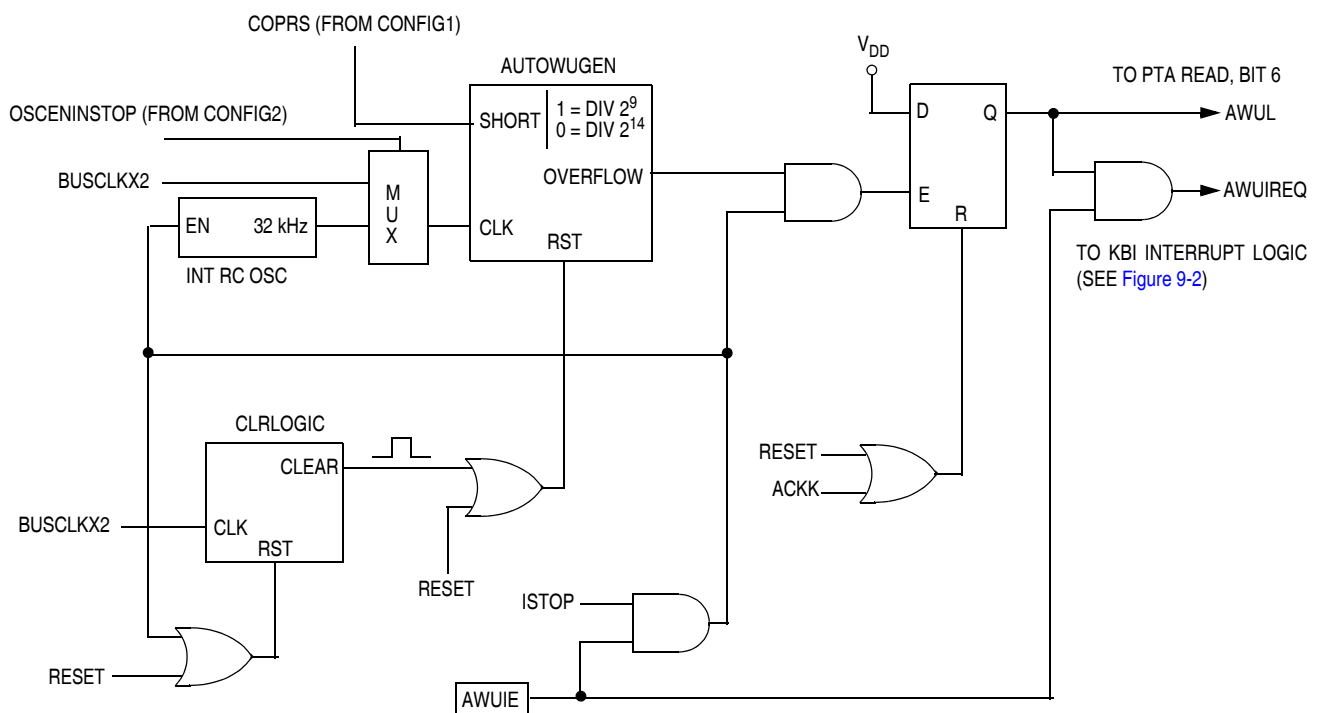 COPRS (FROM CONFIG1)
AUTOWUGEN
SHORT
1 = DIV 2^9
0 = DIV 2^14
OVERFLOW
CLK
RST
OSCENINSTOP (FROM CONFIG2)
BUSCLKX2
MUX
EN 32 kHz
INT RC OSC
V_DD
D Q
E
R
TO PTA READ, BIT 6
AWUL
AWUIREQ
TO KBI INTERRUPT LOGIC
(SEE Figure 9-2)
CLRLOGIC
CLEAR
BUSCLKX2
CLK
RST
RESET
RESET
RESET
ACKK
ISTOP
AWUIE